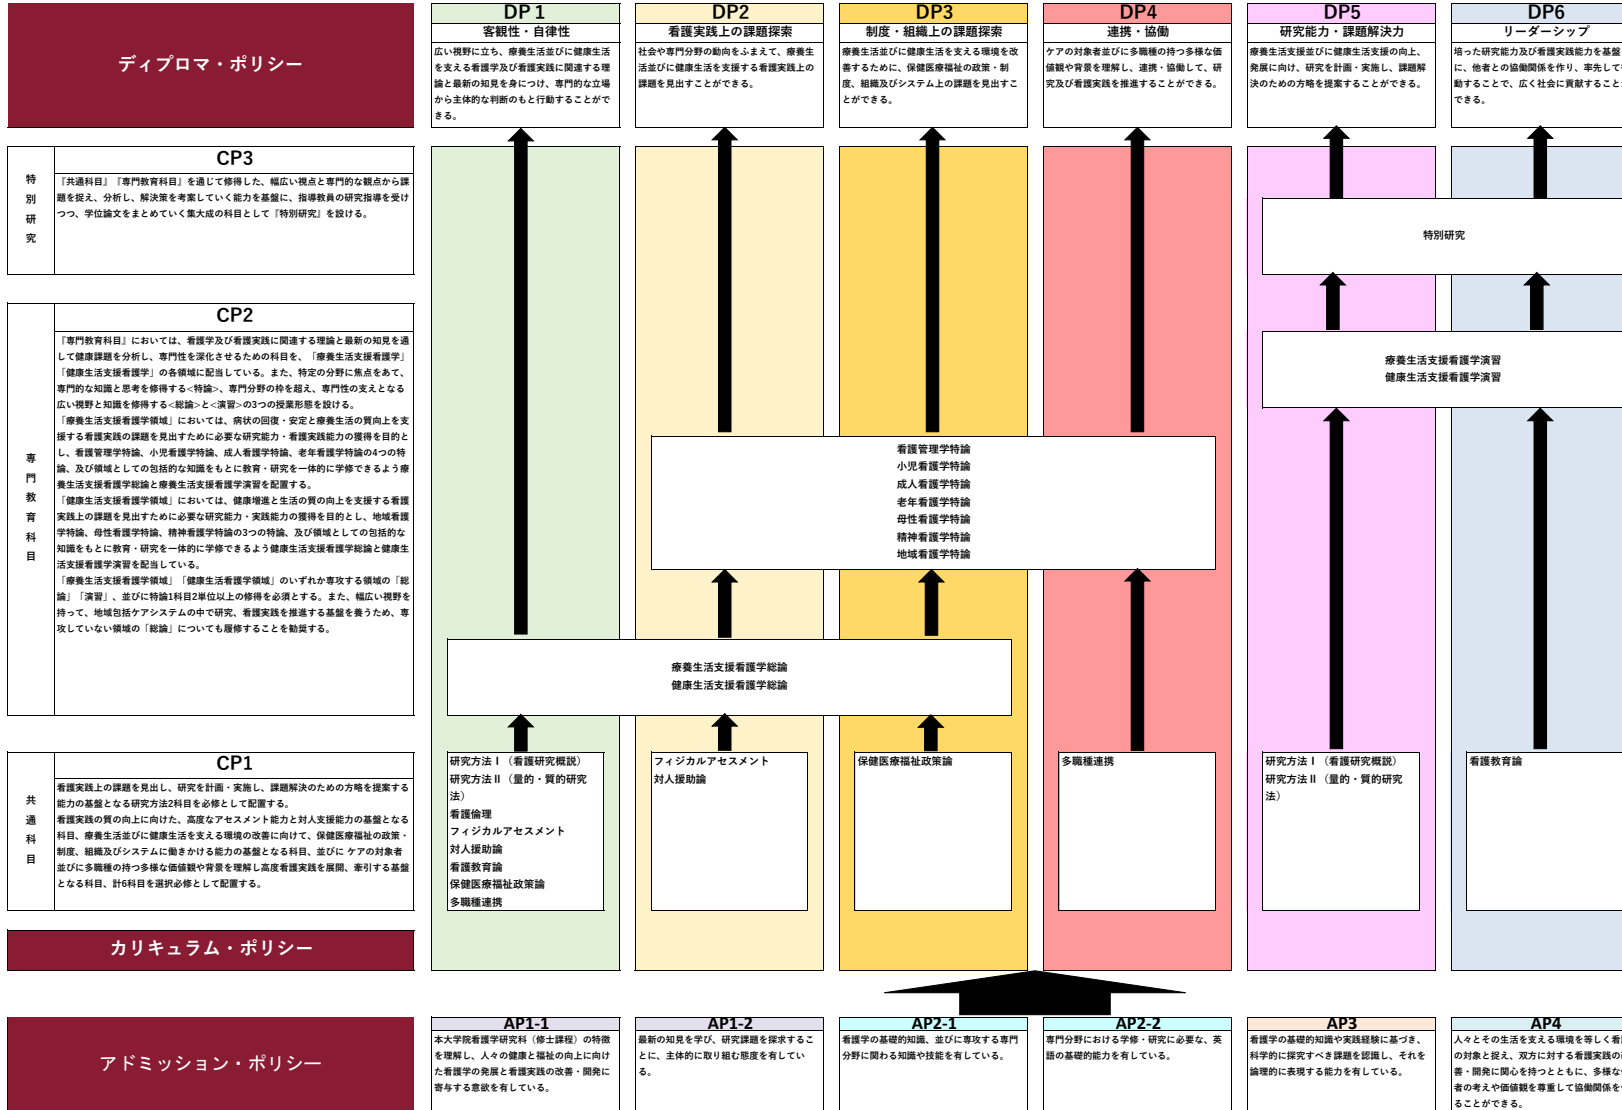 ディプロマ・ポリシー
DP 1
客観性・自律性
広い視野に立ち、療養生活並びに健康生活
を支える看護学及び看護実践に関連する理
論と最新の知見を身につけ、専門的な立場
から主体的な判断のもと行動することがで
きる。
DP2
看護実践上の課題探索
社会や専門分野の動向をふまえて、療養生
活並びに健康生活を支援する看護実践上の
課題を見出すことができる。
DP3
制度・組織上の課題探索
療養生活並びに健康生活を支える環境を改
善するために、保健医療福祉の政策・制
度、組織及びシステム上の課題を見出すこ
とができる。
DP4
連携・協働
ケアの対象者並びに多職種の持つ多様な価
値観や背景を理解し、連携・協働して、研
究及び看護実践を推進することができる。
DP5
研究能力・課題解決力
療養生活支援並びに健康生活支援の向上、
発展に向け、研究を計画・実施し、課題解
決のための方略を提案することができる。
DP6
リーダーシップ
培った研究能力及び看護実践能力を基盤
に、他者との協働関係を作り、率先して
動することで、広く社会に貢献すること
できる。
特別研究
CP3
『共通科目』『専門教育科目』を通じて修得した、幅広い視点と専門的な観点から課
題を捉え、分析し、解決策を考案していく能力を基盤に、指導教員の研究指導を受け
つつ、学位論文をまとめていく集大成の科目として『特別研究』を設ける。
特別研究
専門教育科目
CP2
『専門教育科目』においては、看護学及び看護実践に関連する理論と最新の知見を通
して健康課題を分析し、専門性を深化させるための科目を、「療養生活支援看護学」
「健康生活支援看護学」の各領域に配当している。また、特定の分野に焦点をあて、
専門的な知識と思考を修得する<特論>、専門分野の枠を超え、専門性の支えとなる
広い視野と知識を修得する<総論>と<演習>の3つの授業形態を設ける。
「療養生活支援看護学領域」においては、病状の回復・安定と療養生活の質向上を支
援する看護実践の課題を見出すために必要な研究能力・看護実践能力の獲得を目的と
し、看護管理学特論、小児看護学特論、成人看護学特論、老年看護学特論の4つの特
論、及び領域としての包括的な知識をもとに教育・研究を一体的に学修できるよう療
養生活支援看護学総論と療養生活支援看護学演習を配置する。
「健康生活支援看護学領域」においては、健康増進と生活の質の向上を支援する看護
実践上の課題を見出すために必要な研究能力・実践能力の獲得を目的とし、地域看護
学特論、母性看護学特論、精神看護学特論の3つの特論、及び領域としての包括的な
知識をもとに教育・研究を一体的に学修できるよう健康生活支援看護学総論と健康生
活支援看護学演習を配当している。
「療養生活支援看護学領域」「健康生活看護学領域」のいずれか専攻する領域の「総
論」「演習」、並びに特論1科目2単位以上の修得を必須とする。また、幅広い視野を
持って、地域包括ケアシステムの中で研究、看護実践を推進する基盤を養うため、専
攻していない領域の「総論」についても履修することを勧奨する。
療養生活支援看護学演習
健康生活支援看護学演習
看護管理学特論
小児看護学特論
成人看護学特論
老年看護学特論
母性看護学特論
精神看護学特論
地域看護学特論
療養生活支援看護学総論
健康生活支援看護学総論
共通科目
CP1
看護実践上の課題を見出し、研究を計画・実施し、課題解決のための方略を提案する
能力の基盤となる研究方法2科目を必修として配置する。
看護実践の質の向上に向けた、高度なアセスメント能力と対人支援能力の基盤となる
科目、療養生活並びに健康生活を支える環境の改善に向けて、保健医療福祉の政策・
制度、組織及びシステムに働きかける能力の基盤となる科目、並びに ケアの対象者
並びに多職種の持つ多様な価値観や背景を理解し高度看護実践を展開、牽引する基盤
となる科目、計6科目を選択必修として配置する。
研究方法Ⅰ（看護研究概説）
研究方法Ⅱ（量的・質的研究
法）
看護倫理
フィジカルアセスメント
対人援助論
看護教育論
保健医療福祉政策論
多職種連携
フィジカルアセスメント
対人援助論
保健医療福祉政策論
多職種連携
研究方法Ⅰ（看護研究概説）
研究方法Ⅱ（量的・質的研究
法）
看護教育論
カリキュラム・ポリシー
アドミッション・ポリシー
AP1-1
本大学院看護学研究科（修士課程）の特徴
を理解し、人々の健康と福祉の向上に向け
た看護学の発展と看護実践の改善・開発に
寄与する意欲を有している。
AP1-2
最新の知見を学び、研究課題を探求するこ
とに、主体的に取り組む態度を有してい
る。
AP2-1
看護学の基礎的知識、並びに専攻する専門
分野に関わる知識や技能を有している。
AP2-2
専門分野における学修・研究に必要な、英
語の基礎的能力を有している。
AP3
看護学の基礎的知識や実践経験に基づき、
科学的に探究すべき課題を認識し、それを
論理的に表現する能力を有している。
AP4
人々とその生活を支える環境を等しく看
の対象と捉え、双方に対する看護実践の
善・開発に関心を持つとともに、多様な
者の考えや価値観を尊重して協働関係を
ることができる。